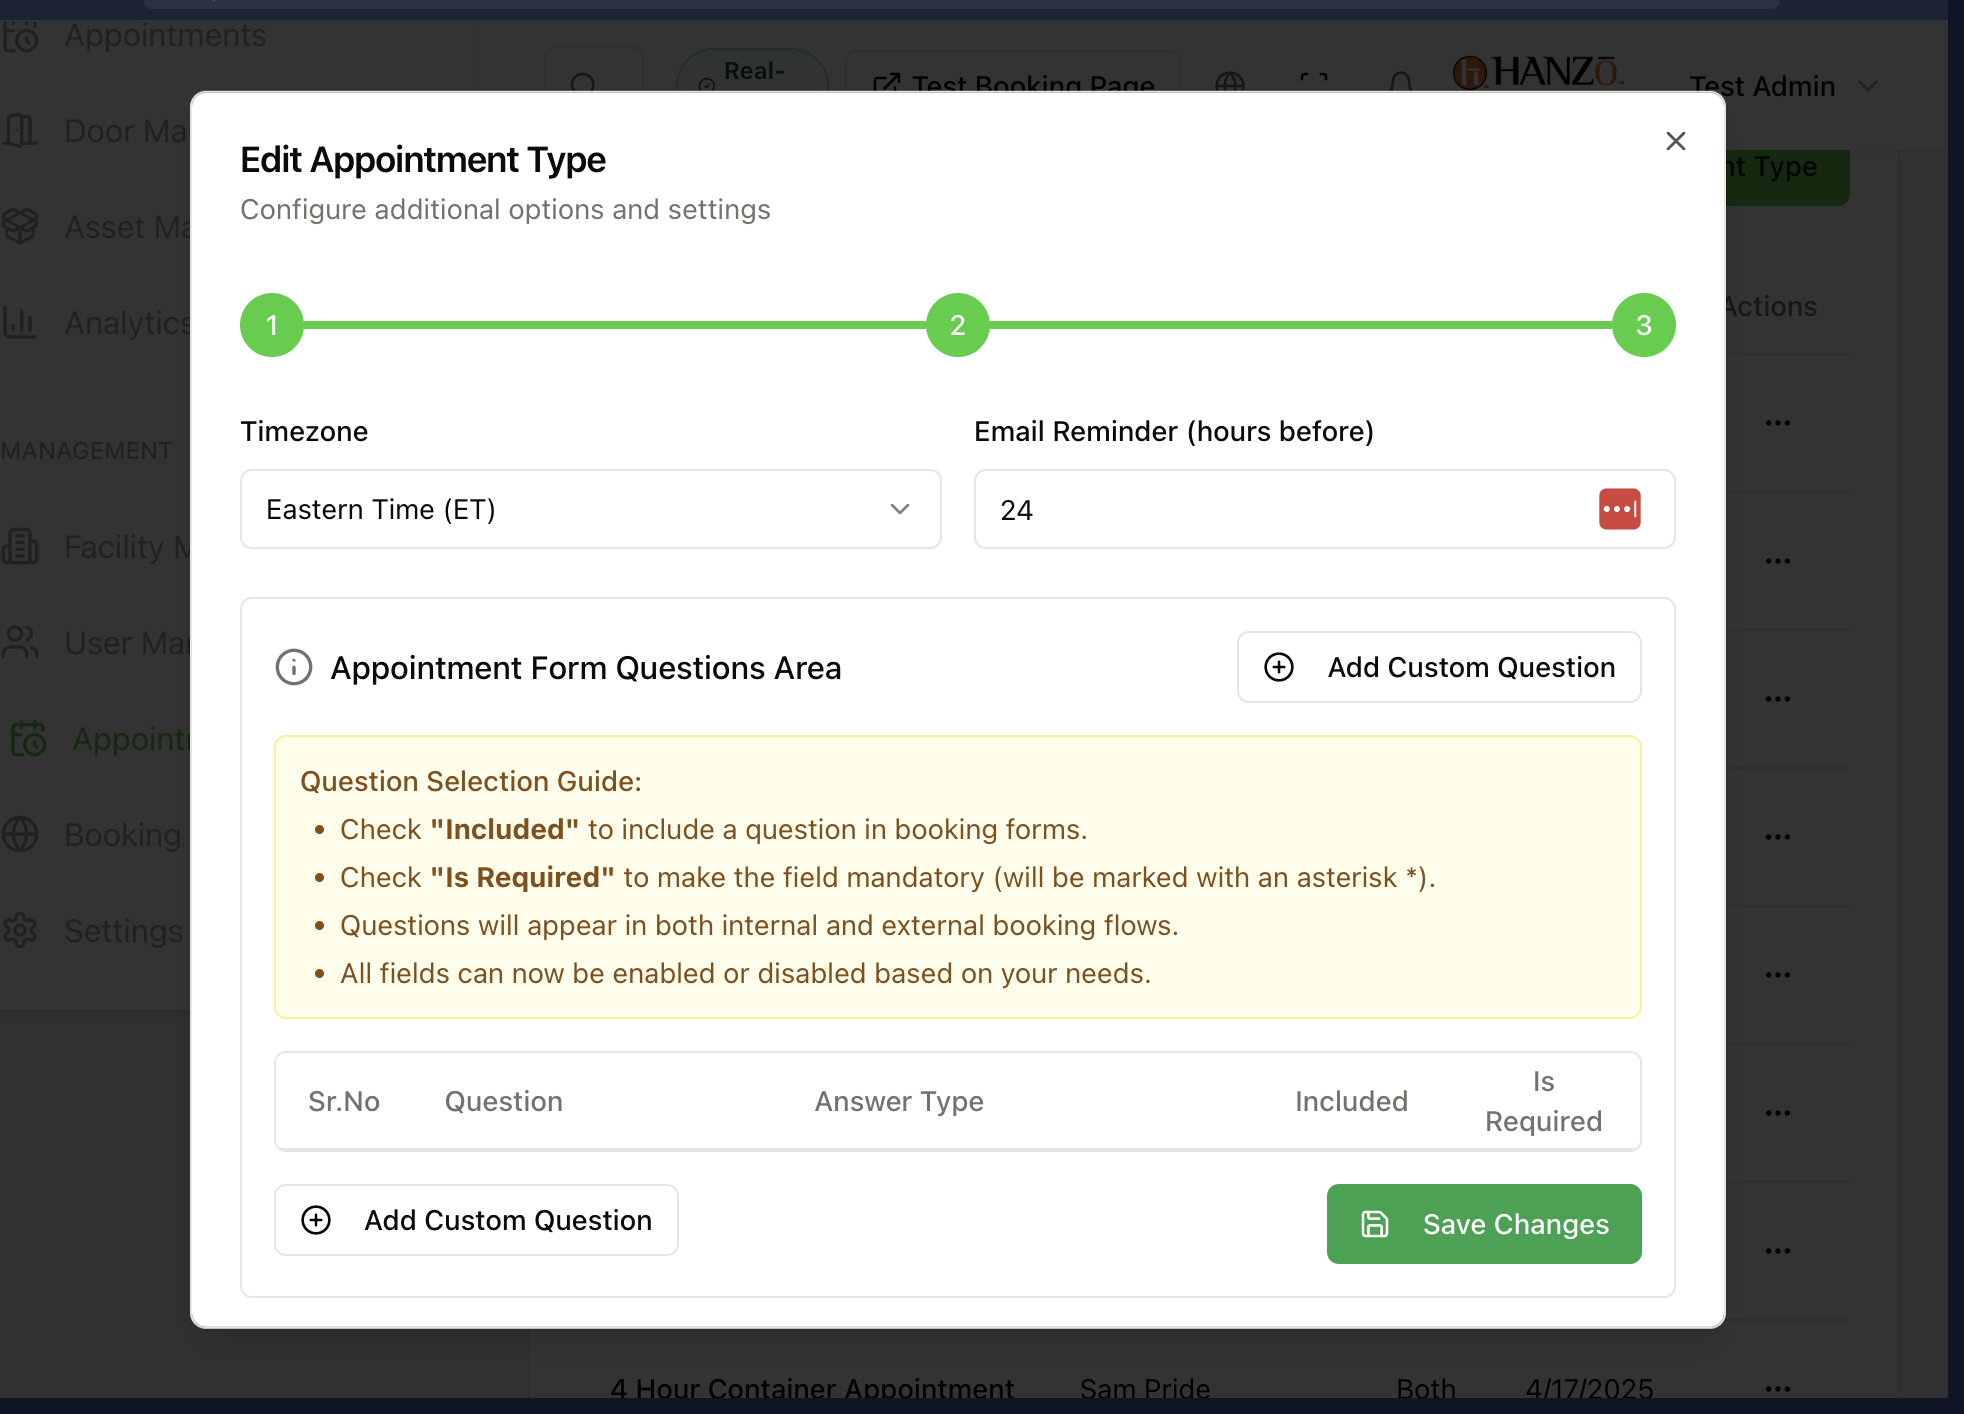 Appointments
Real-
Test Booking Page
HANZŌ
Test Admin
Door Ma
Asset Ma
Analytics
MANAGEMENT
Facility M
User Ma
Appoint
Booking
Settings
nt Type
Actions
Edit Appointment Type
Configure additional options and settings
1
2
3
Timezone
Email Reminder (hours before)
Eastern Time (ET)
24
Appointment Form Questions Area
Add Custom Question
Question Selection Guide:
• Check "Included" to include a question in booking forms.
• Check "Is Required" to make the field mandatory (will be marked with an asterisk *).
• Questions will appear in both internal and external booking flows.
• All fields can now be enabled or disabled based on your needs.
Sr.No Question Answer Type Included Is Required
Add Custom Question
Save Changes
4 Hour Container Appointment Sam Pride Both 4/17/2025